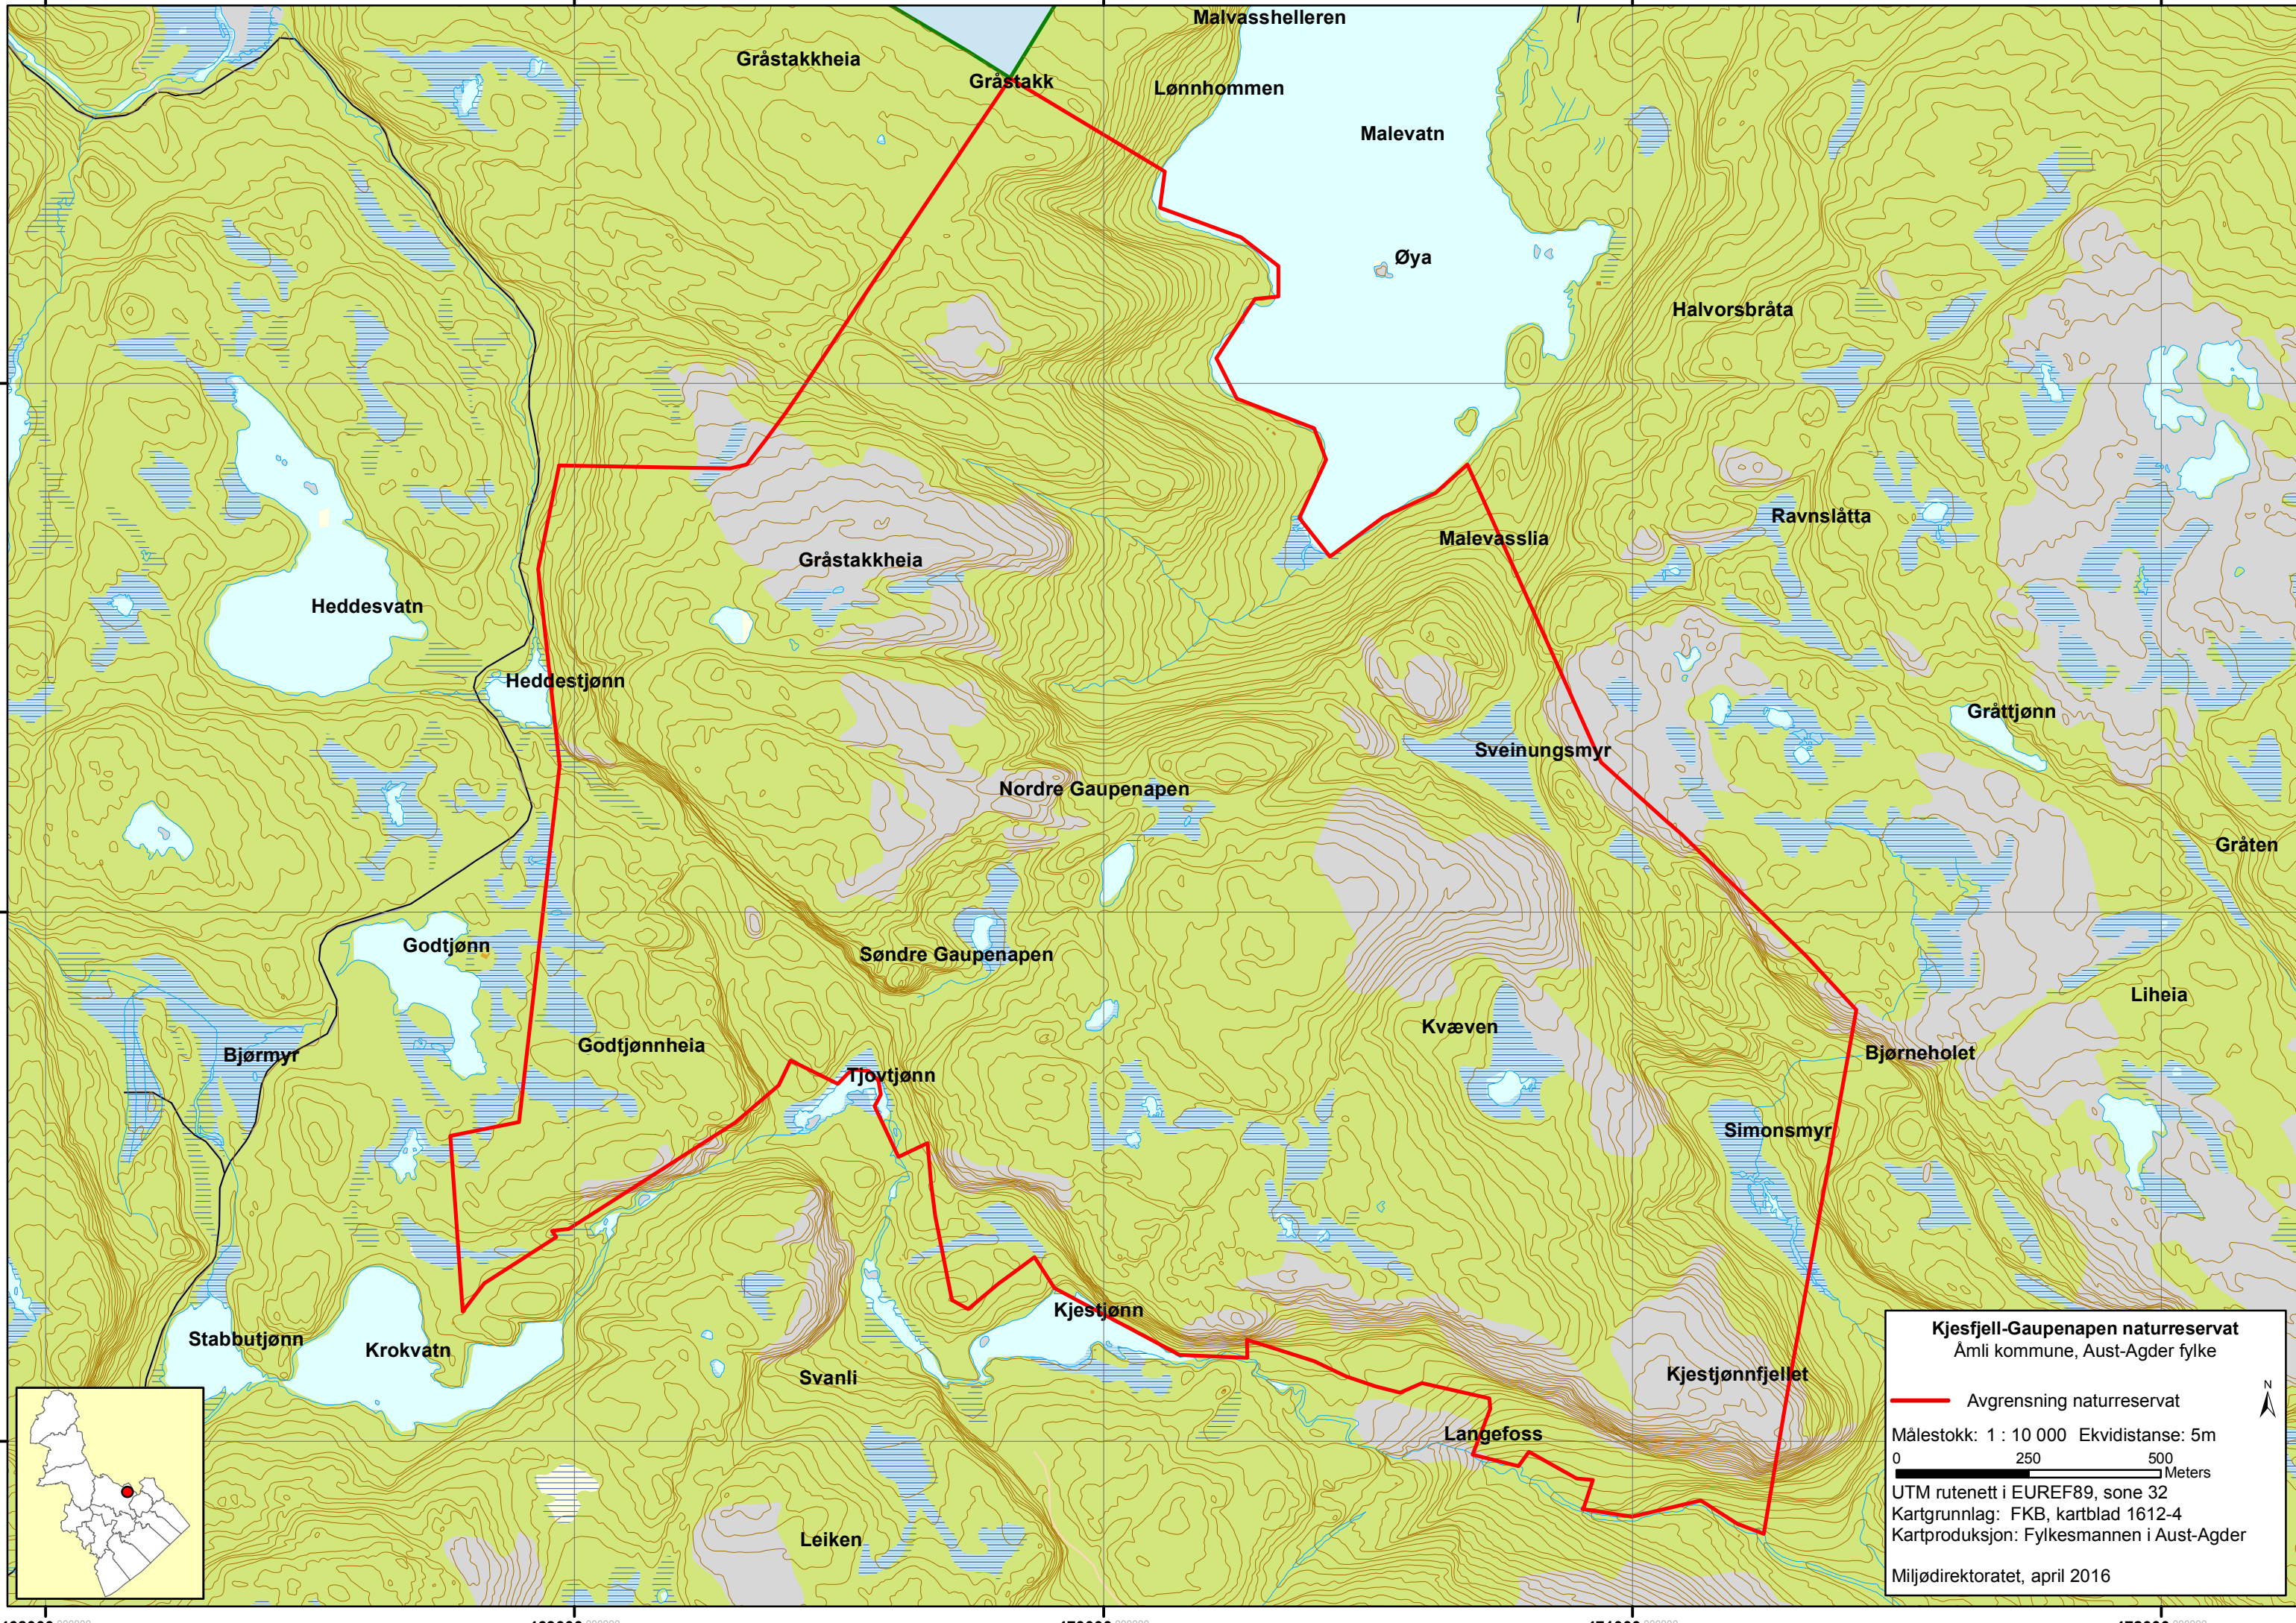 Malvasshelleren
Gråstakkheia
Gråstakk
Lønnhommen
Malevatn
Øya
Halvorsbråta
Ravnslåtta
Malevasslia
Gråstakkheia
Heddesvatn
Heddestjønn
Gråttjønn
Sveinungsmyr
Nordre Gaupenapen
Gråten
Godtjønn
Søndre Gaupenapen
Liheia
Kvæven
Godtjønnheia
Bjørmyr
Bjørneholet
Tjovtjønn
Simonsmyr
Kjestjønn
Stabbutjønn
Krokvatn
Svanli
Kjestjønnfjellet
Langefoss
Leiken
Kjesfjell-Gaupenapen naturreservat
Åmli kommune, Aust-Agder fylke
N
Avgrensning naturreservat
Målestokk: 1 : 10 000 Ekvidistanse: 5m
0 250 500
Meters
UTM rutenett i EUREF89, sone 32
Kartgrunnlag: FKB, kartblad 1612-4
Kartproduksjon: Fylkesmannen i Aust-Agder
Miljødirektoratet, april 2016